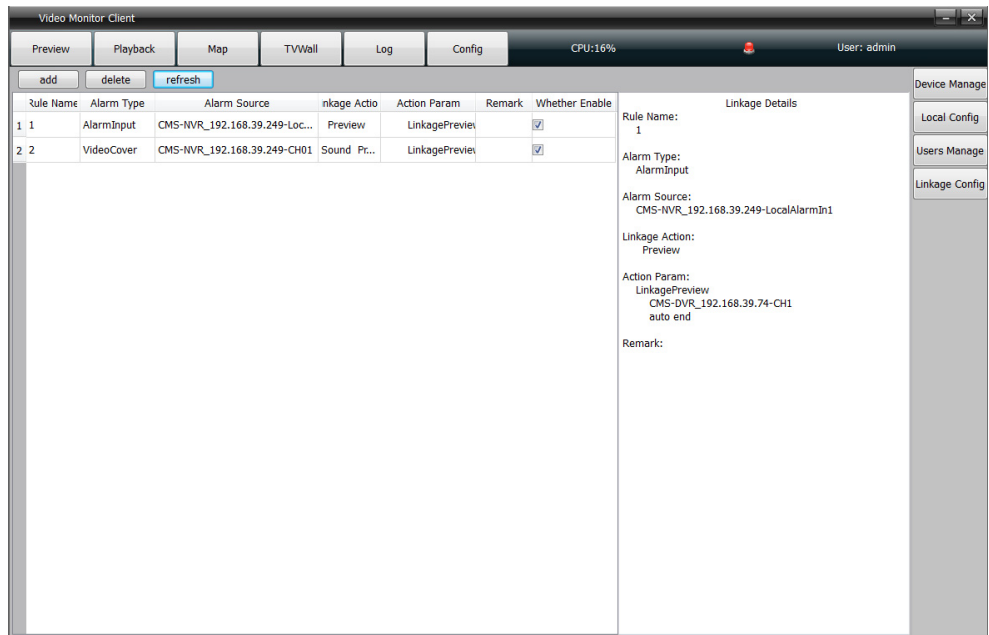 Video Monitor Client
Preview Playback Map TVWall Log Config CPU:16% User: admin
add delete refresh
Rule Name Alarm Type Alarm Source nkage Actio Action Param Remark Whether Enable
1 1 AlarmInput CMS-NVR_192.168.39.249-Loc... Preview LinkagePreview
2 2 VideoCover CMS-NVR_192.168.39.249-CH01 Sound Pr... LinkagePreview
Linkage Details
Rule Name:
1
Alarm Type:
AlarmInput
Alarm Source:
CMS-NVR_192.168.39.249-LocalAlarmIn1
Linkage Action:
Preview
Action Param:
LinkagePreview
CMS-DVR_192.168.39.74-CH1
auto end
Remark:
Device Manage
Local Config
Users Manage
Linkage Config